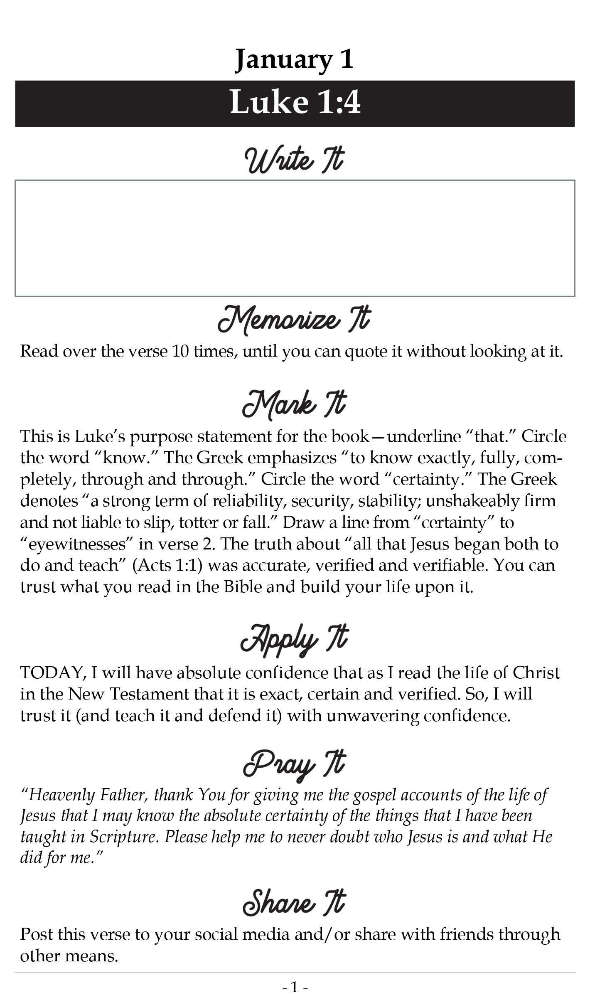 January 1
Luke 1:4
Write It
Memorize It
Read over the verse 10 times, until you can quote it without looking at it.
Mark It
This is Luke’s purpose statement for the book—underline “that.” Circle
the word “know.” The Greek emphasizes “to know exactly, fully, com-
pletely, through and through.” Circle the word “certainty.” The Greek
denotes “a strong term of reliability, security, stability; unshakeably firm
and not liable to slip, totter or fall.” Draw a line from “certainty” to
“eyewitnesses” in verse 2. The truth about “all that Jesus began both to
do and teach” (Acts 1:1) was accurate, verified and verifiable. You can
trust what you read in the Bible and build your life upon it.
Apply It
TODAY, I will have absolute confidence that as I read the life of Christ
in the New Testament that it is exact, certain and verified. So, I will
trust it (and teach it and defend it) with unwavering confidence.
Pray It
“Heavenly Father, thank You for giving me the gospel accounts of the life of
Jesus that I may know the absolute certainty of the things that I have been
taught in Scripture. Please help me to never doubt who Jesus is and what He
did for me.”
Share It
Post this verse to your social media and/or share with friends through
other means.
- 1 -